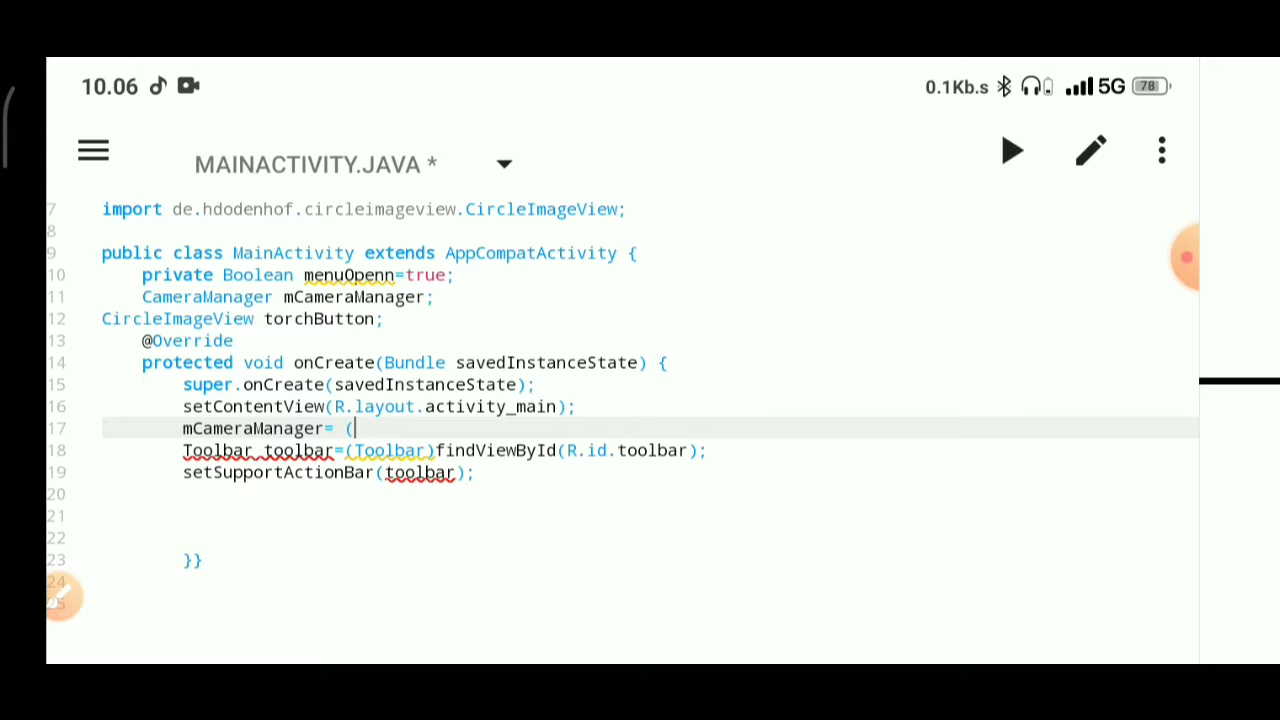 10.06 0.1Kb.s 5G 78
MAINACTIVITY.JAVA *
7 import de.hdodenhof.circleimageview.CircleImageView;
8
9 public class MainActivity extends AppCompatActivity {
10 private Boolean menuOpenn=true;
11 CameraManager mCameraManager;
12 CircleImageView torchButton;
13 @Override
14 protected void onCreate(Bundle savedInstanceState) {
15 super.onCreate(savedInstanceState);
16 setContentView(R.layout.activity_main);
17 mCameraManager= (
18 Toolbar toolbar=(Toolbar)findViewById(R.id.toolbar);
19 setSupportActionBar(toolbar);
20
21
22
23 }}
24
25